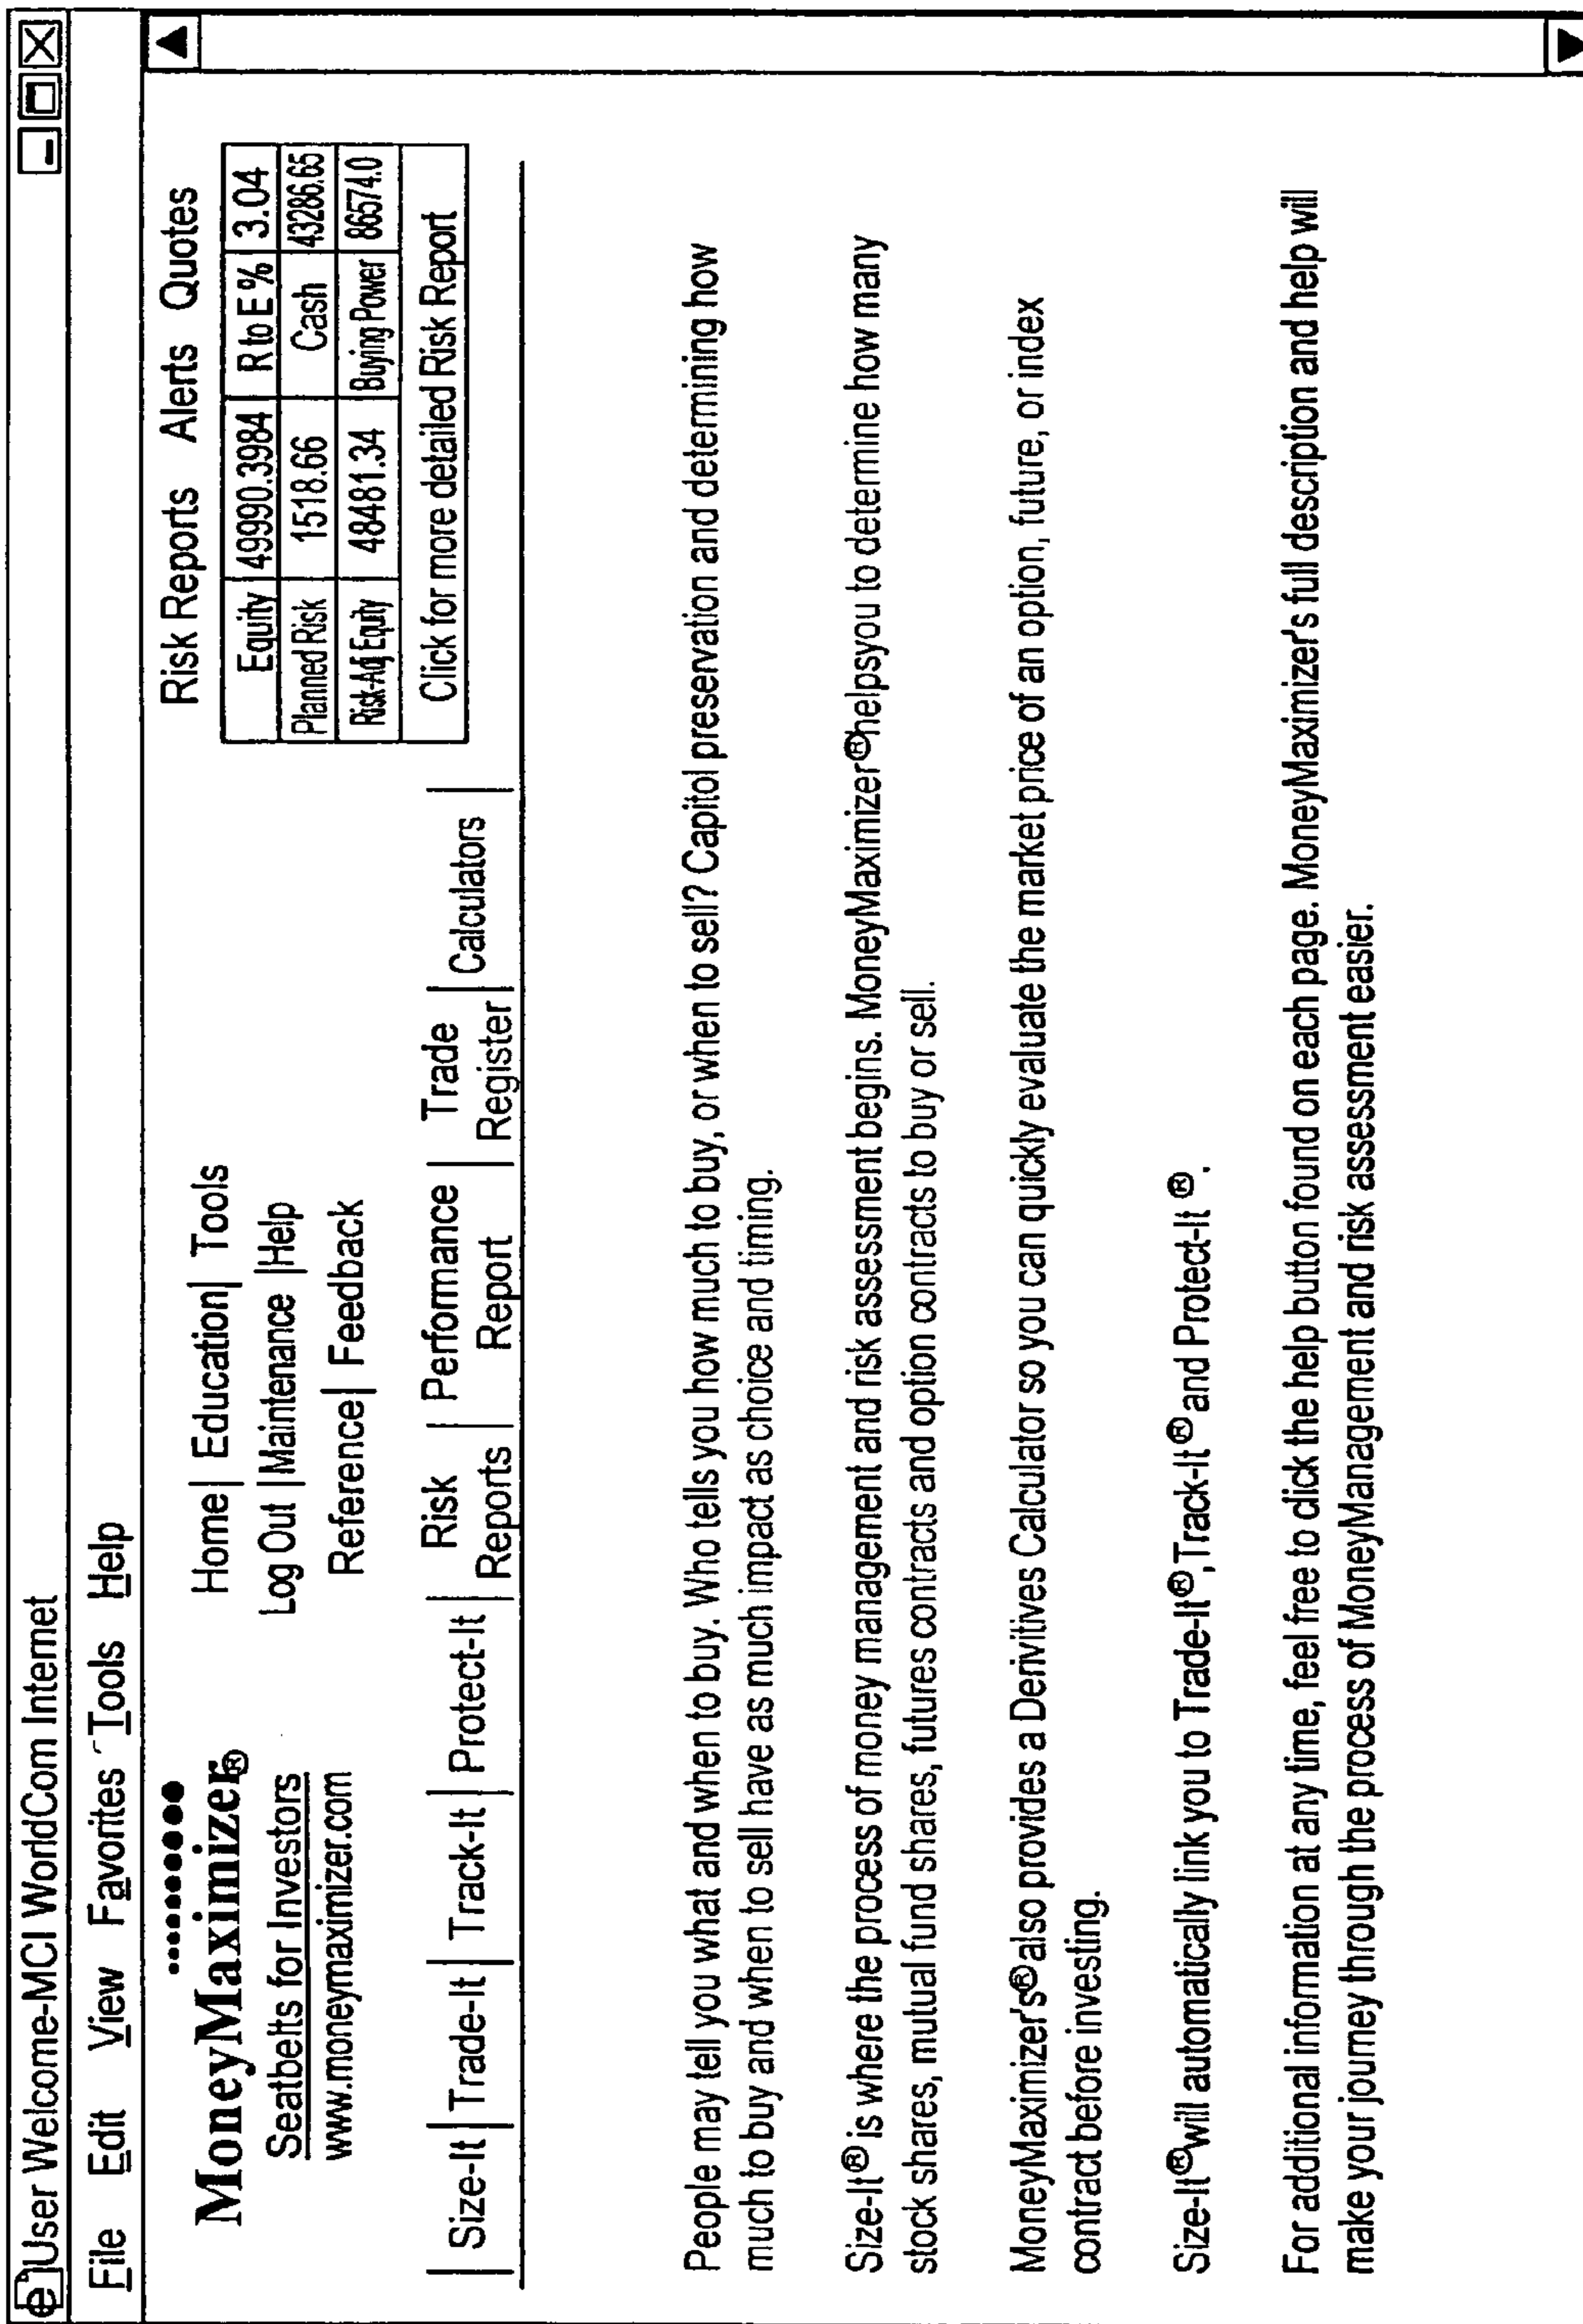 User Welcome-MCI WorldCom Internet
File Edit View Favorites Tools Help
MoneyMaximizer®
Seatbelts for Investors
www.moneymaximizer.com
Home | Education | Tools
Log Out | Maintenance | Help
Reference | Feedback
Risk Reports Alerts Quotes
Equity 49990.3984 R to E % 3.04
Planned Risk 1518.66 Cash 43286.65
Risk-Adj Equity 48481.34 Buying Power 86574.0
Click for more detailed Risk Report
| Size-It | Trade-It | Track-It | Protect-It | Risk Reports | Performance Report | Trade Register | Calculators |
People may tell you what and when to buy. Who tells you how much to buy, or when to sell? Capitol preservation and determining how
much to buy and when to sell have as much impact as choice and timing.
Size-It® is where the process of money management and risk assessment begins. MoneyMaximizer®helpsyou to determine how many
stock shares, mutual fund shares, futures contracts and option contracts to buy or sell.
MoneyMaximizer's®also provides a Derivitives Calculator so you can quickly evaluate the market price of an option, future, or index
contract before investing.
Size-It®will automatically link you to Trade-It®,Track-It® and Protect-It ®.
For additional information at any time, feel free to click the help button found on each page. MoneyMaximizer's full description and help will
make your journey through the process of MoneyManagement and risk assessment easier.